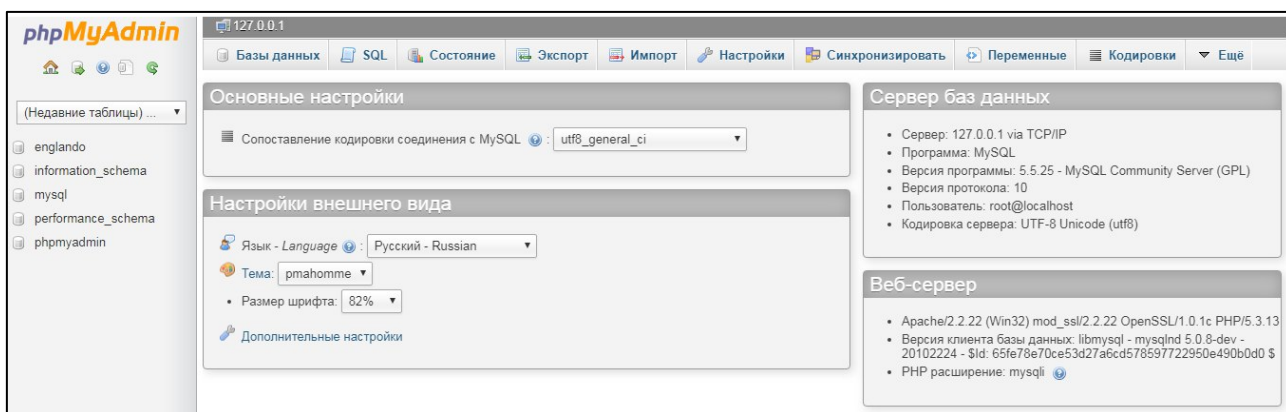 phpMyAdmin
(Недавние таблицы) ...
englando
information_schema
mysql
performance_schema
phpmyadmin
127.0.0.1
Базы данных SQL Состояние Экспорт Импорт Настройки Синхронизировать Переменные Кодировки Ещё
Основные настройки
Сопоставление кодировки соединения с MySQL : utf8_general_ci
Настройки внешнего вида
Язык - Language : Русский - Russian
Тема: pmahomme
• Размер шрифта: 82%
Дополнительные настройки
Сервер баз данных
• Сервер: 127.0.0.1 via TCP/IP
• Программа: MySQL
• Версия программы: 5.5.25 - MySQL Community Server (GPL)
• Версия протокола: 10
• Пользователь: root@localhost
• Кодировка сервера: UTF-8 Unicode (utf8)
Веб-сервер
• Apache/2.2.22 (Win32) mod_ssl/2.2.22 OpenSSL/1.0.1c PHP/5.3.13
• Версия клиента базы данных: libmysql - mysqlnd 5.0.8-dev -
20102224 - $Id: 65fe78e70ce53d27a6cd578597722950e490b0d0 $
• PHP расширение: mysqli